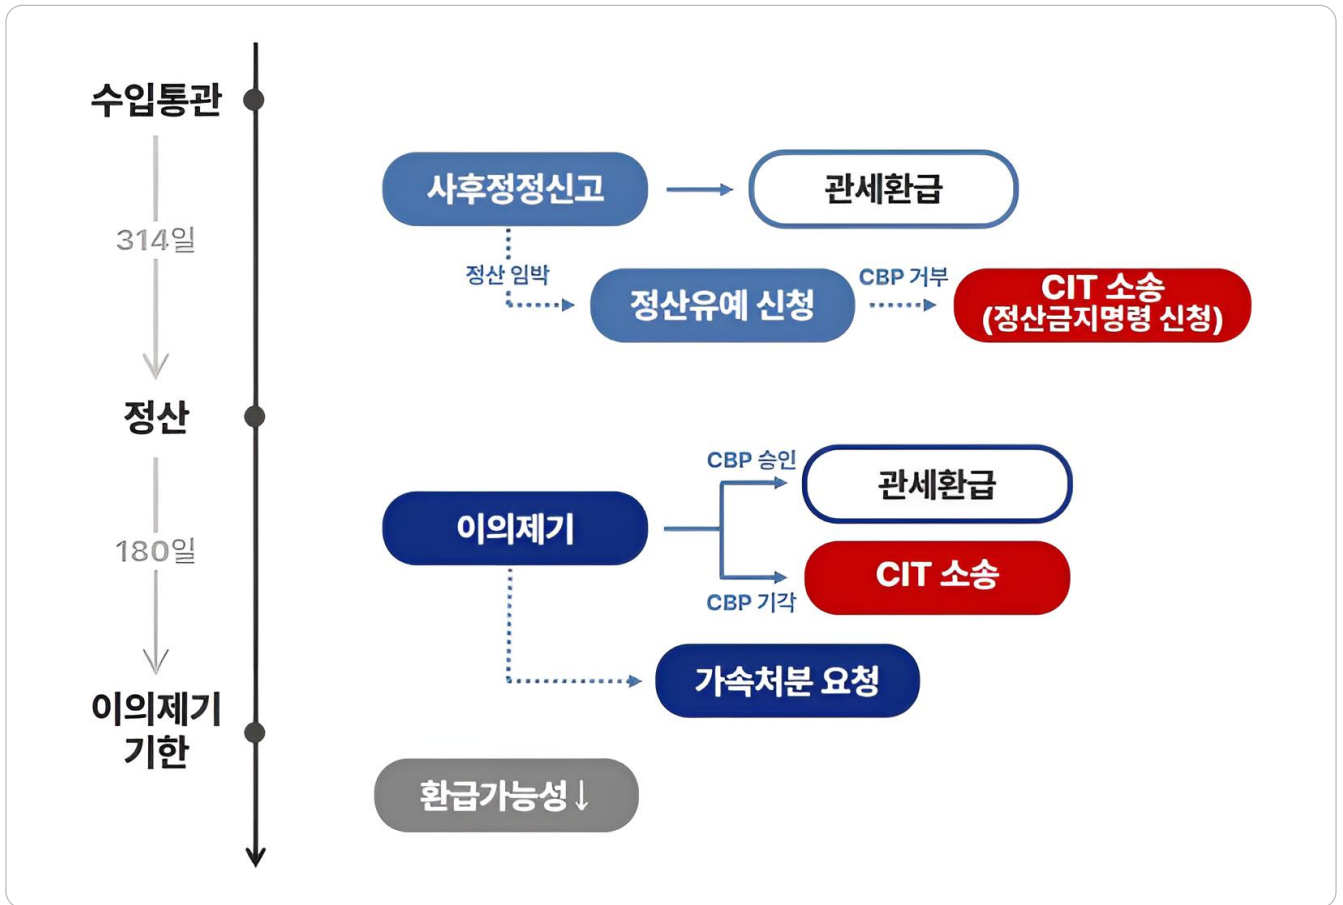 수입통관
314일
정산
180일
이의제기
기한
사후정정신고
관세환급
정산 임박
정산유예 신청
CBP 거부
CIT 소송
(정산금지명령 신청)
이의제기
CBP 승인
관세환급
CBP 기각
CIT 소송
가속처분 요청
환급가능성↓